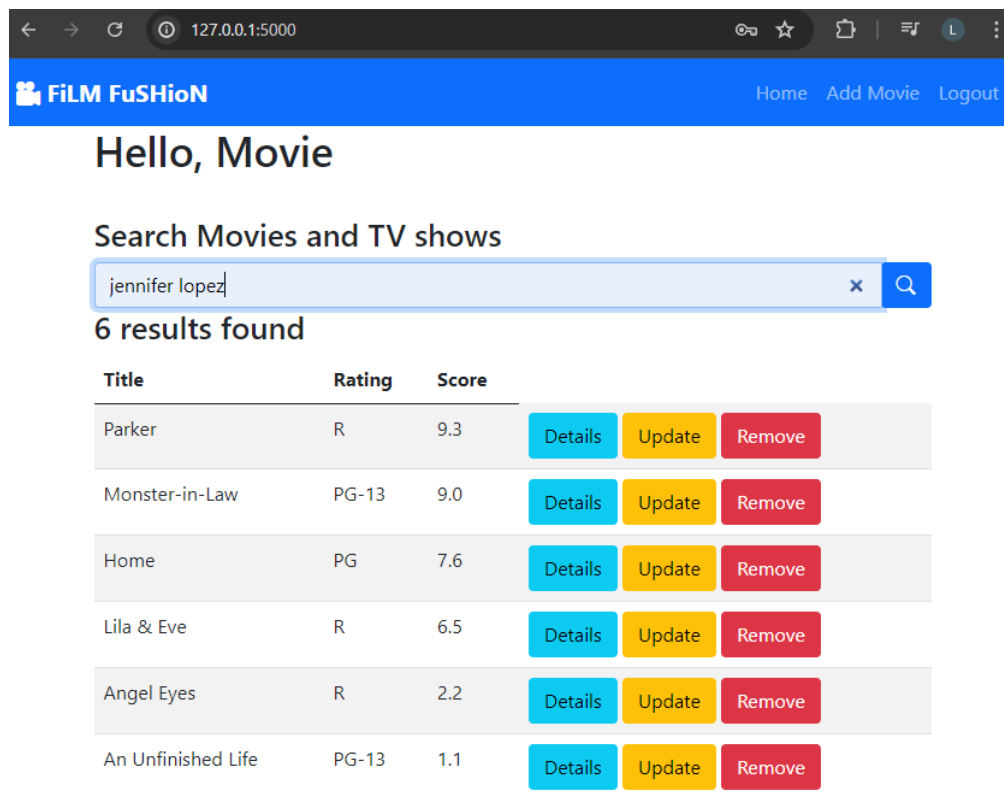 127.0.0.1:5000
L
FiLM FuSHioN Home Add Movie Logout
Hello, Movie
Search Movies and TV shows
jennifer lopez
6 results found
Title Rating Score
Parker R 9.3 Details Update Remove
Monster-in-Law PG-13 9.0 Details Update Remove
Home PG 7.6 Details Update Remove
Lila & Eve R 6.5 Details Update Remove
Angel Eyes R 2.2 Details Update Remove
An Unfinished Life PG-13 1.1 Details Update Remove